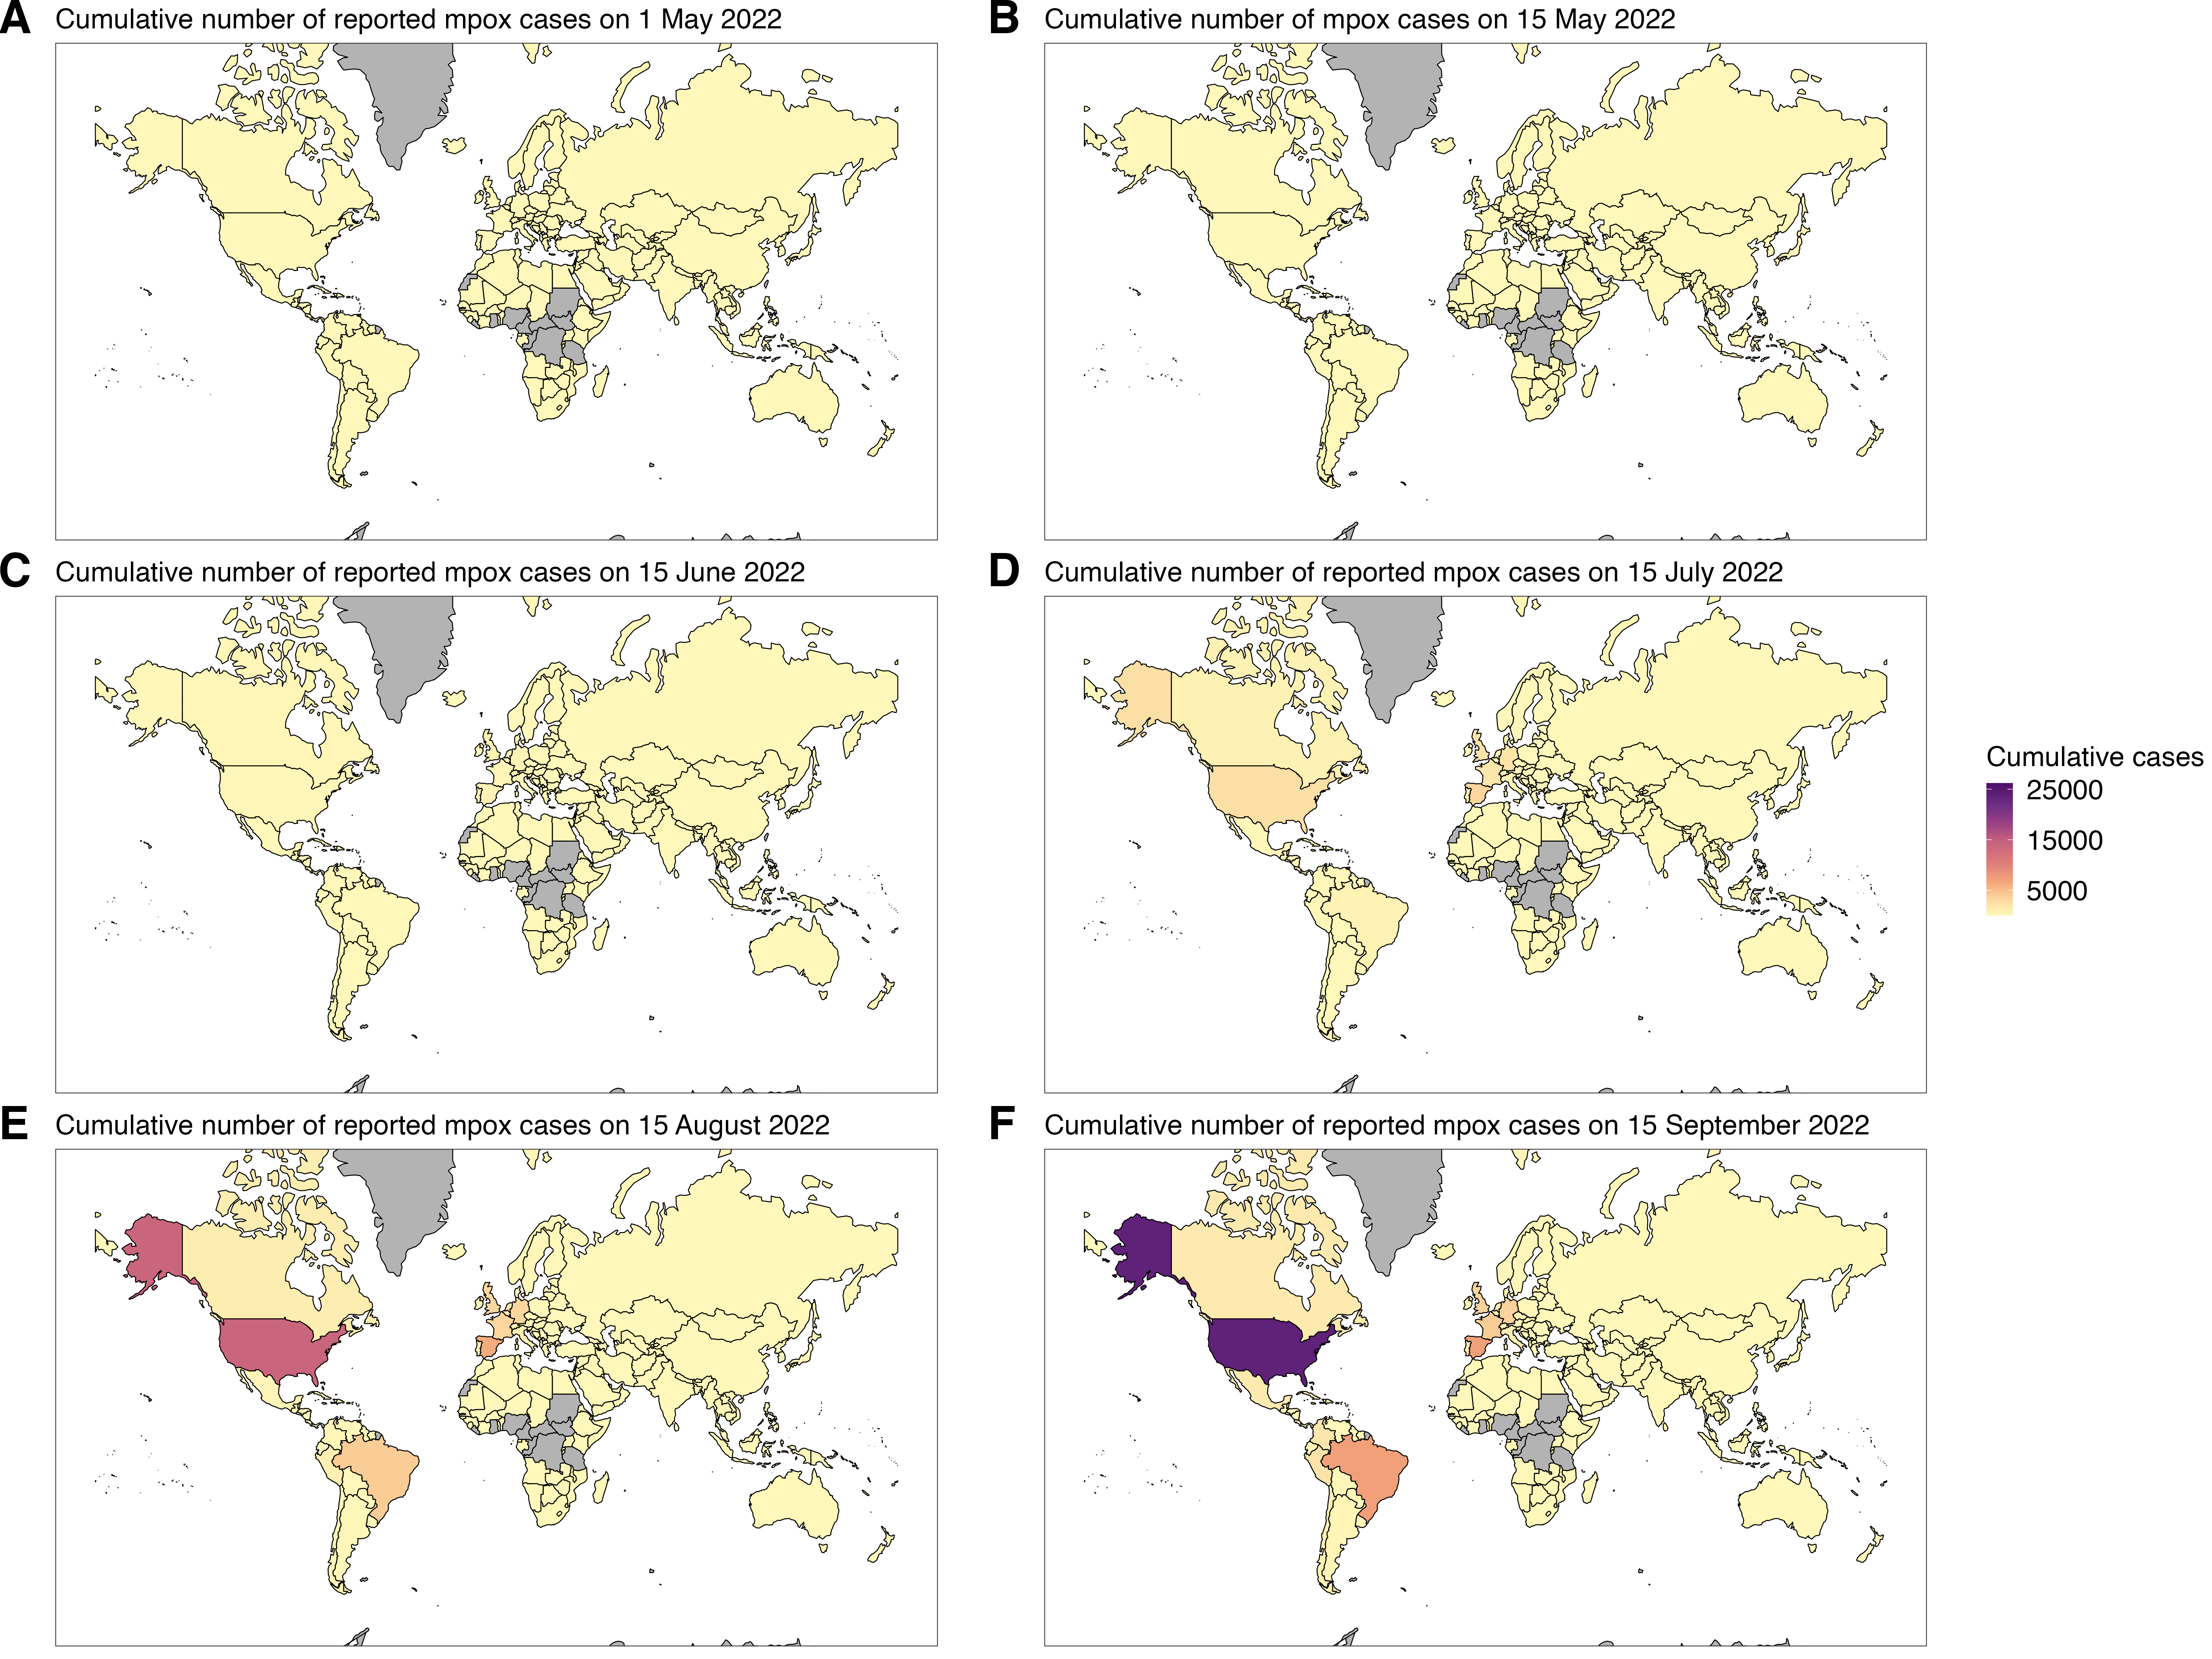 A Cumulative number of reported mpox cases on 1 May 2022
B Cumulative number of mpox cases on 15 May 2022
C Cumulative number of reported mpox cases on 15 June 2022
D Cumulative number of reported mpox cases on 15 July 2022
Cumulative cases
25000
15000
5000
E Cumulative number of reported mpox cases on 15 August 2022
F Cumulative number of reported mpox cases on 15 September 2022